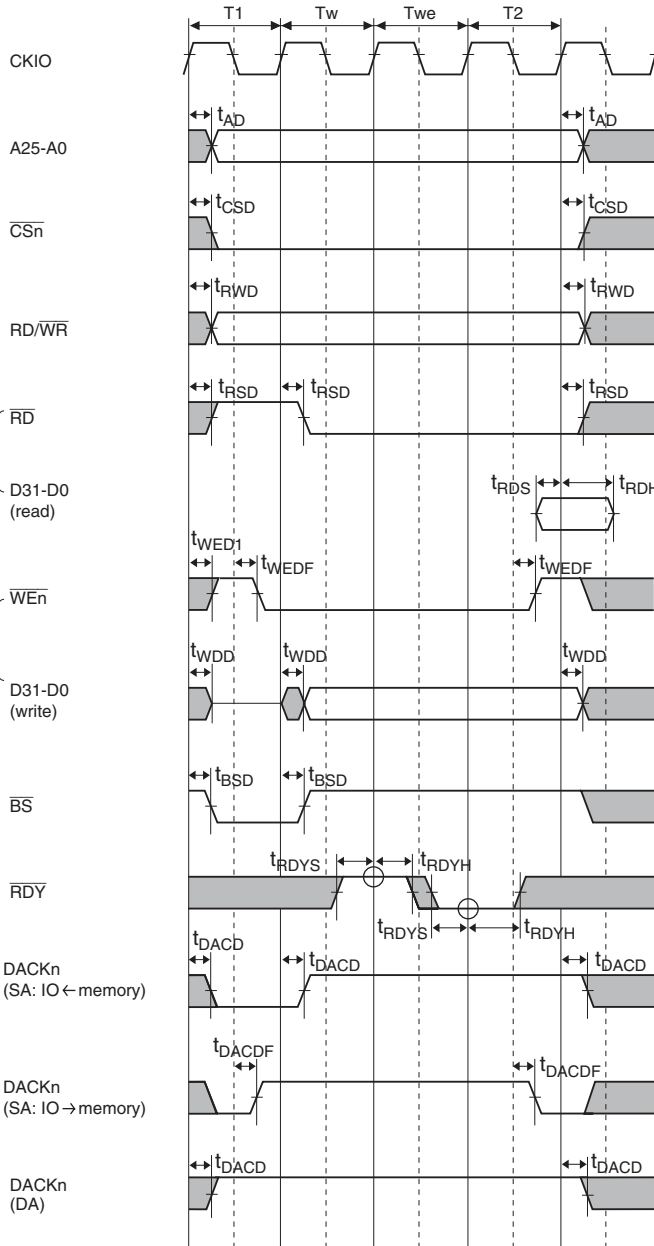 T1 Tw Twe T2
CKIO
tAD tAD
A25-A0
tCSD tCSD
CSn
tRWD tRWD
RD/WR
tRSD tRSD tRSD
RD
tRDS tRDH
D31-D0
(read)
tWED1 tWEDF tWEDF
WEn
tWDD tWDD tWDD
D31-D0
(write)
tBSD tBSD
BS
tRDYS tRDYH
RDY
tRDYS tRDYH
tDACD tDACD tDACD
DACKn
(SA: IO←memory)
tDACDF tDACDF
DACKn
(SA: IO→memory)
tDACD tDACD
DACKn
(DA)